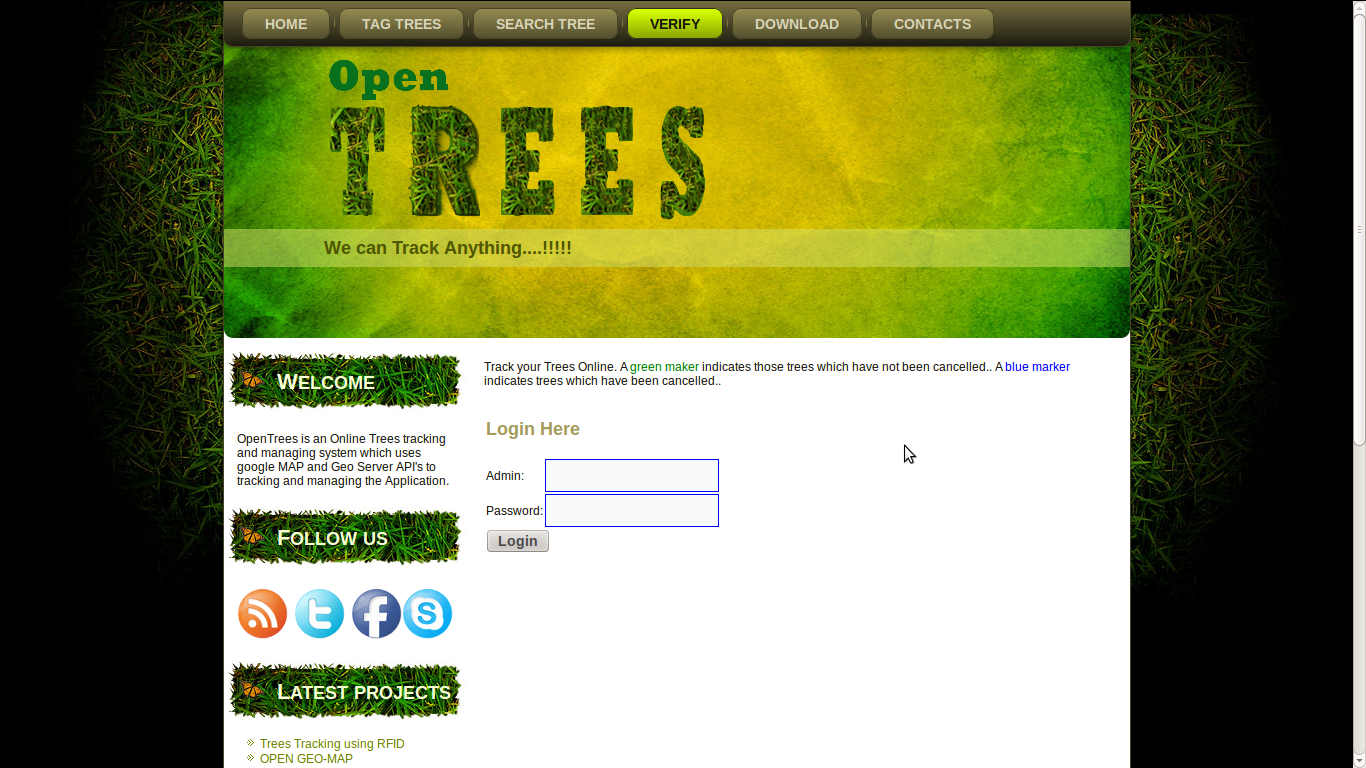 HOME TAG TREES SEARCH TREE VERIFY DOWNLOAD CONTACTS
Open
TREES
We can Track Anything....!!!!!
WELCOME
OpenTrees is an Online Trees tracking
and managing system which uses
google MAP and Geo Server API's to
tracking and managing the Application.
FOLLOW US
LATEST PROJECTS
Trees Tracking using RFID
OPEN GEO-MAP
Track your Trees Online. A green maker indicates those trees which have not been cancelled.. A blue marker
indicates trees which have been cancelled..
Login Here
Admin:
Password:
Login